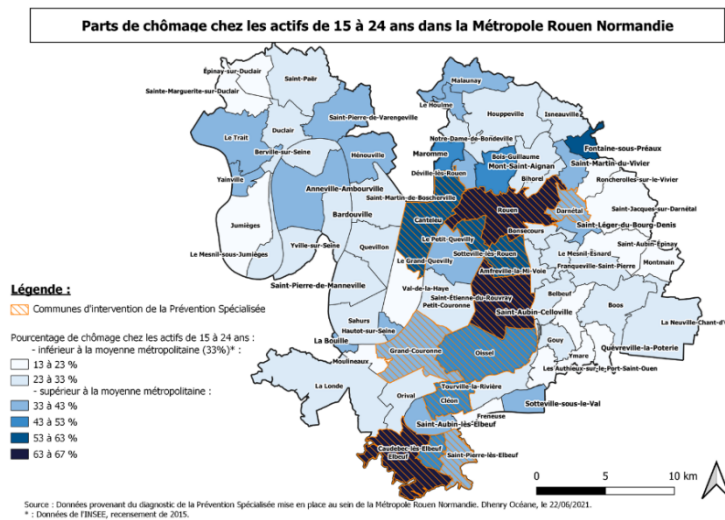 Parts de chômage chez les actifs de 15 à 24 ans dans la Métropole Rouen Normandie
Épinay-sur-Duclair
Saint-Paër
Sainte-Marguerite-sur-Duclair
Malaunay
Le Houlme
Houppeville
Isneauville
Saint-Pierre-de-Varengeville
Le Trait
Duclair
Notre-Dame-de-Bondeville
Fontaine-sous-Préaux
Berville-sur-Seine
Hénouville
Maromme
Bois-Guillaume
Saint-Martin-du-Vivier
Mont-Saint-Aignan
Yainville
Déville-lès-Rouen
Bihorel
Roncherolles-sur-le-Vivier
Anneville-Ambourville
Saint-Martin-de-Boscherville
Rouen
Darnétal
Saint-Jacques-sur-Darnétal
Bardouville
Canteleu
Saint-Léger-du-Bourg-Denis
Jumièges
Bonsecours
Le Petit-Quevilly
Saint-Aubin-Épinay
Yville-sur-Seine
Quevillon
Sotteville-lès-Rouen
Le Mesnil-Esnard
Le Mesnil-sous-Jumièges
Le Grand-Quevilly
Franqueville-Saint-Pierre
Montmain
Amfreville-la-Mi-Voie
Saint-Pierre-de-Manneville
Val-de-la-Haye
Saint-Étienne-du-Rouvray
Belbeuf
Petit-Couronne
Boos
Saint-Aubin-Celloville
Sahurs
La Neuville-Chant-d'
Hautot-sur-Seine
La Bouille
Gouy
Quévreville-la-Poterie
Grand-Couronne
Oissel
Ymare
Moulineaux
Les Authieux-sur-le-Port-Saint-Ouen
La Londe
Tourville-la-Rivière
Orival
Cléon
Freneuse
Sotteville-sous-le-Val
Saint-Aubin-lès-Elbeuf
Caudebec-lès-Elbeuf
Elbeuf
Saint-Pierre-lès-Elbeuf
Légende :
Communes d'intervention de la Prévention Spécialisée
Pourcentage de chômage chez les actifs de 15 à 24 ans :
- inférieur à la moyenne métropolitaine (33%)* :
13 à 23 %
23 à 33 %
- supérieur à la moyenne métropolitaine :
33 à 43 %
43 à 53 %
53 à 63 %
63 à 67 %
0 5 10 km
Source : Données provenant du diagnostic de la Prévention Spécialisée mise en place au sein de la Métropole Rouen Normandie. Dhenry Océane, le 22/06/2021.
* : Données de l'INSEE, recensement de 2015.